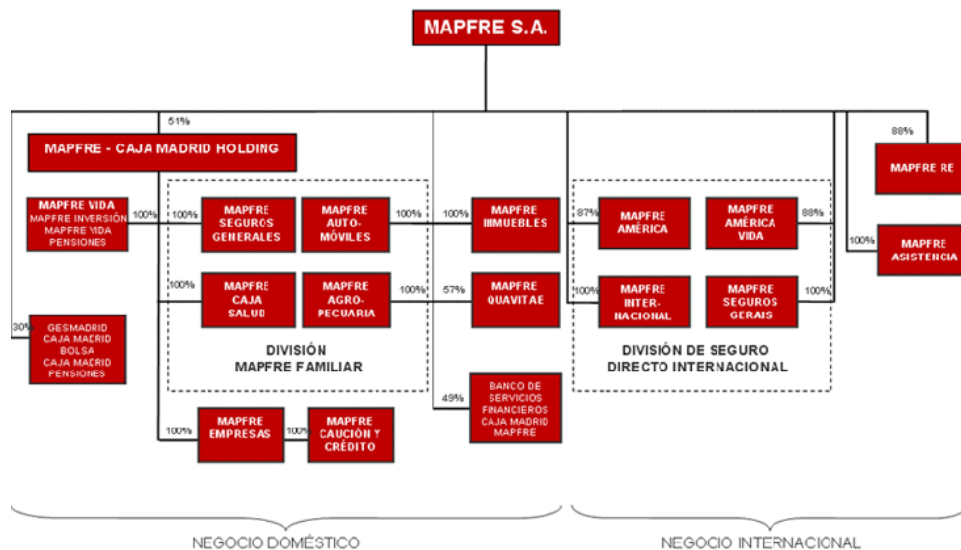 MAPFRE S.A.
51%
MAPFRE - CAJA MADRID HOLDING
88%
MAPFRE RE
MAPFRE VIDA
MAPFRE INVERSIÓN
MAPFRE VIDA
PENSIONES
100%
100%
MAPFRE
SEGUROS
GENERALES
MAPFRE
AUTO-
MÓVILES
100%
100%
MAPFRE
INMUEBLES
87%
MAPFRE
AMÉRICA
MAPFRE
AMÉRICA
VIDA
88%
100%
MAPFRE
ASISTENCIA
100%
MAPFRE
CAJA
SALUD
MAPFRE
AGRO-
PECUARIA
100%
57%
MAPFRE
QUAVITAE
100%
MAPFRE
INTER-
NACIONAL
MAPFRE
SEGUROS
GERAIS
100%
30%
GESMADRID
CAJA MADRID
BOLSA
CAJA MADRID
PENSIONES
DIVISIÓN
MAPFRE FAMILIAR
DIVISIÓN DE SEGURO
DIRECTO INTERNACIONAL
49%
BANCO DE
SERVICIOS
FINANCIEROS
CAJA MADRID
MAPFRE
100%
MAPFRE
EMPRESAS
100%
MAPFRE
CAUCIÓN Y
CRÉDITO
NEGOCIO DOMÉSTICO
NEGOCIO INTERNACIONAL